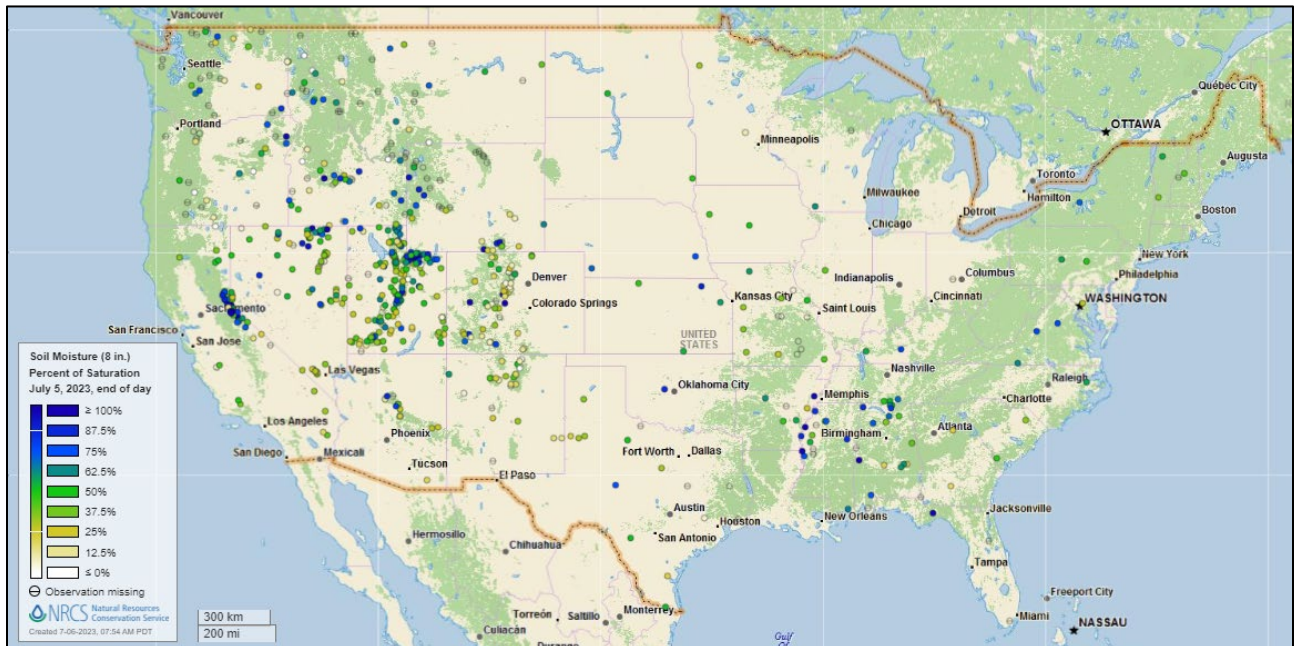 Vancouver
Seattle
Québec City
OTTAWA
Portland
Minneapolis
Augusta
Toronto
Hamilton
Milwaukee
Boston
Detroit
Chicago
New York
Denver
Indianapolis
Columbus
Philadelphia
Colorado Springs
Kansas City
Cincinnati
WASHINGTON
Sacramento
Saint Louis
San Francisco
UNITED
STATES
San Jose
Las Vegas
Nashville
Raleigh
Oklahoma City
Memphis
Charlotte
Los Angeles
Phoenix
Birmingham
Atlanta
San Diego
Mexicali
Tucson
Fort Worth
Dallas
El Paso
Austin
Houston
New Orleans
Jacksonville
Hermosillo
San Antonio
Chihuahua
Tampa
Freeport City
Torreón
Saltillo
Monterrey
Miami
NASSAU
Culiacán
Durango
Gulf
Of
Soil Moisture (8 in.)
Percent of Saturation
July 5, 2023, end of day
≥ 100%
87.5%
75%
62.5%
50%
37.5%
25%
12.5%
≤ 0%
Observation missing
NRCS Natural Resources
Conservation Service
Created 7-06-2023, 07:54 AM PDT
300 km
200 mi